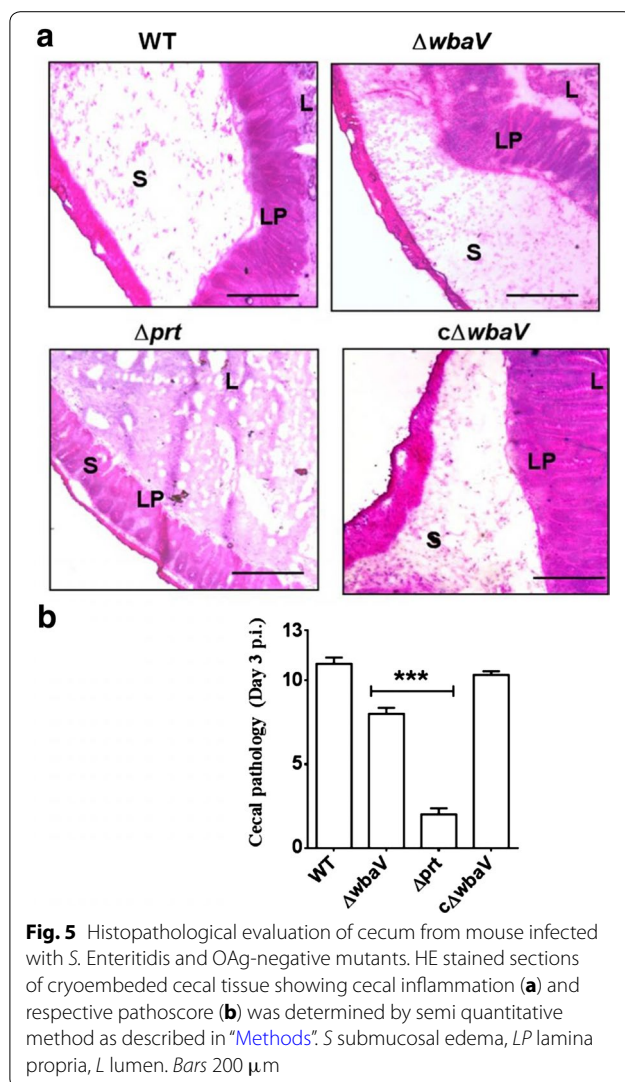 a
WT
ΔwbaV
L
S
LP
L
LP
S
Δprt
cΔwbaV
L
S
LP
L
LP
S
b
Cecal pathology (Day 3 p.i.)
13
10
5
0
***
WT
ΔwbaV
Δprt
cΔwbaV
Fig. 5 Histopathological evaluation of cecum from mouse infected
with S. Enteritidis and OAg-negative mutants. HE stained sections
of cryoembeded cecal tissue showing cecal inflammation (a) and
respective pathoscore (b) was determined by semi quantitative
method as described in "Methods". S submucosal edema, LP lamina
propria, L lumen. Bars 200 μm